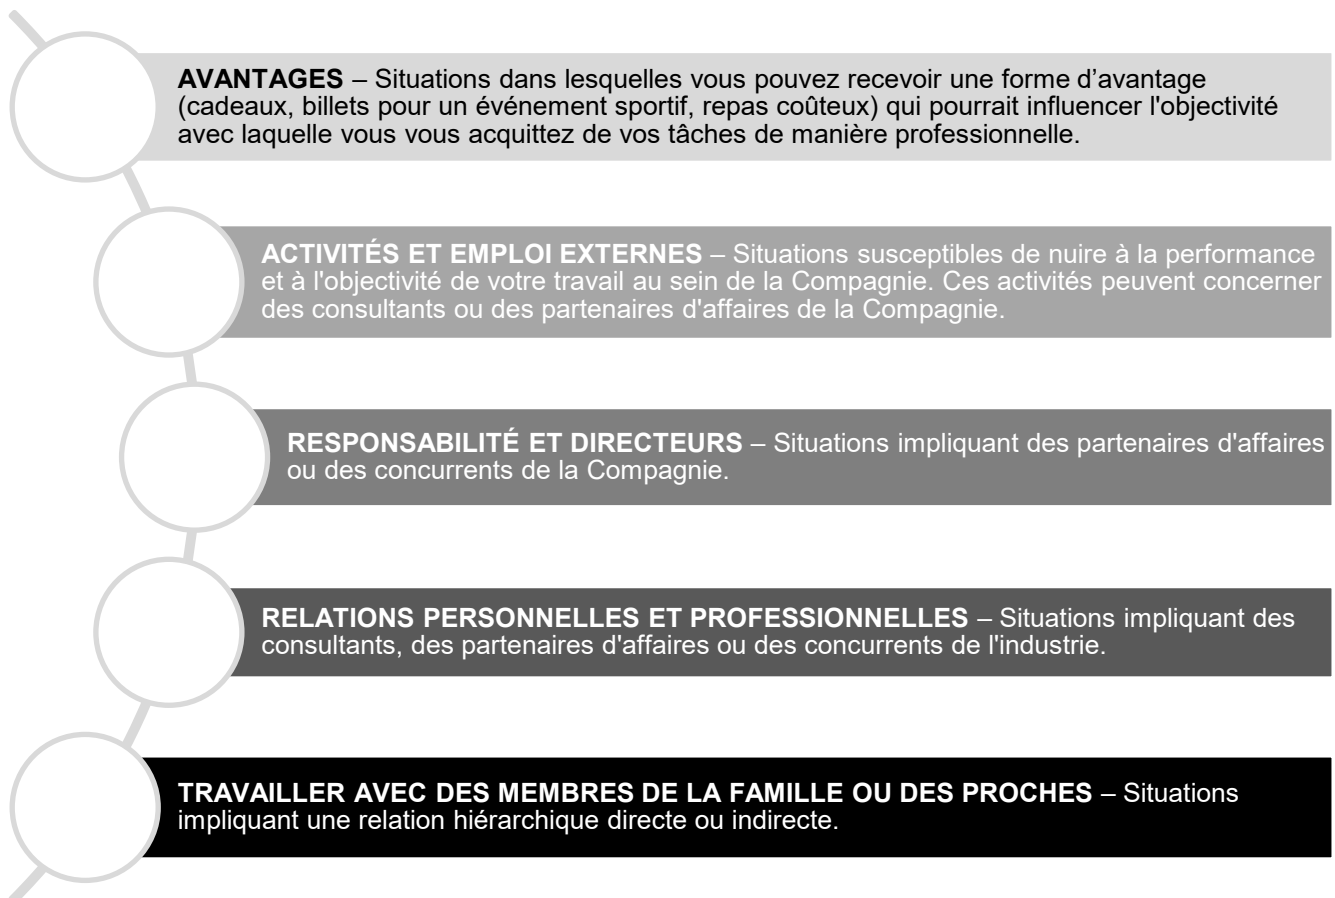 AVANTAGES – Situations dans lesquelles vous pouvez recevoir une forme d’avantage
(cadeaux, billets pour un événement sportif, repas coûteux) qui pourrait influencer l'objectivité
avec laquelle vous vous acquittez de vos tâches de manière professionnelle.
ACTIVITÉS ET EMPLOI EXTERNES – Situations susceptibles de nuire à la performance
et à l'objectivité de votre travail au sein de la Compagnie. Ces activités peuvent concerner
des consultants ou des partenaires d'affaires de la Compagnie.
RESPONSABILITÉ ET DIRECTEURS – Situations impliquant des partenaires d'affaires
ou des concurrents de la Compagnie.
RELATIONS PERSONNELLES ET PROFESSIONNELLES – Situations impliquant des
consultants, des partenaires d'affaires ou des concurrents de l'industrie.
TRAVAILLER AVEC DES MEMBRES DE LA FAMILLE OU DES PROCHES – Situations
impliquant une relation hiérarchique directe ou indirecte.